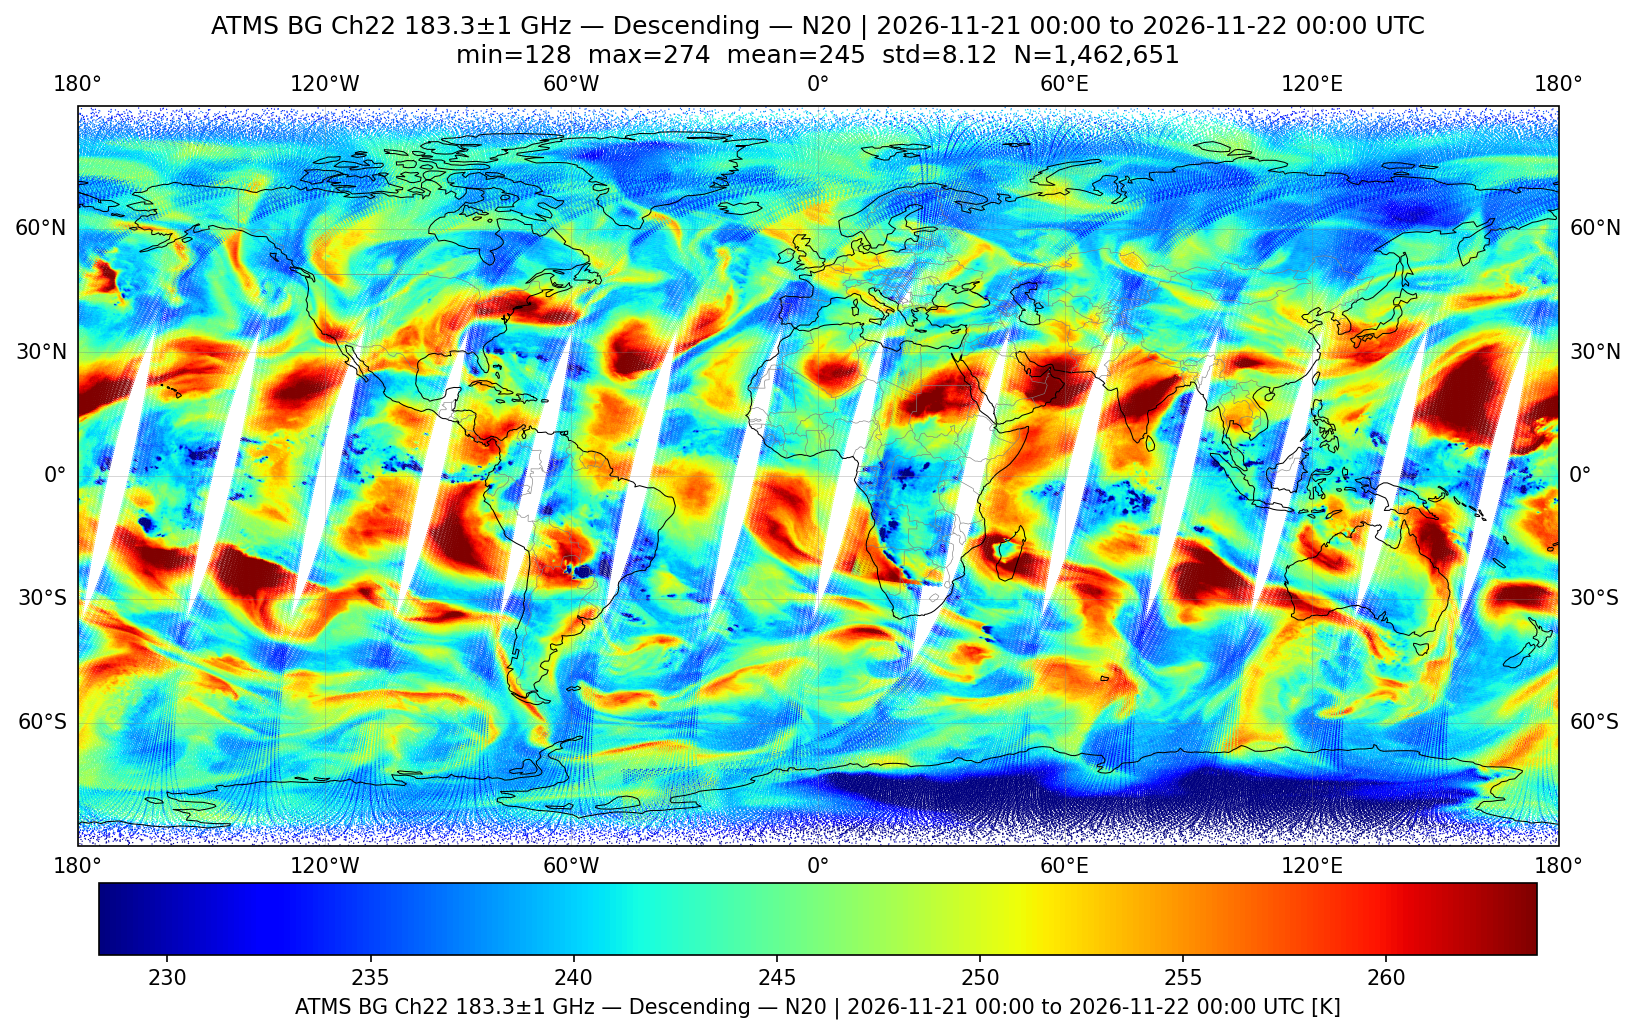 ATMS BG Ch22 183.3±1 GHz — Descending — N20 | 2026-11-21 00:00 to 2026-11-22 00:00 UTC
min=128 max=274 mean=245 std=8.12 N=1,462,651
180° 120°W 60°W 0° 60°E 120°E 180°
60°N 60°N
30°N 30°N
0° 0°
30°S 30°S
60°S 60°S
180° 120°W 60°W 0° 60°E 120°E 180°
230 235 240 245 250 255 260
ATMS BG Ch22 183.3±1 GHz — Descending — N20 | 2026-11-21 00:00 to 2026-11-22 00:00 UTC [K]